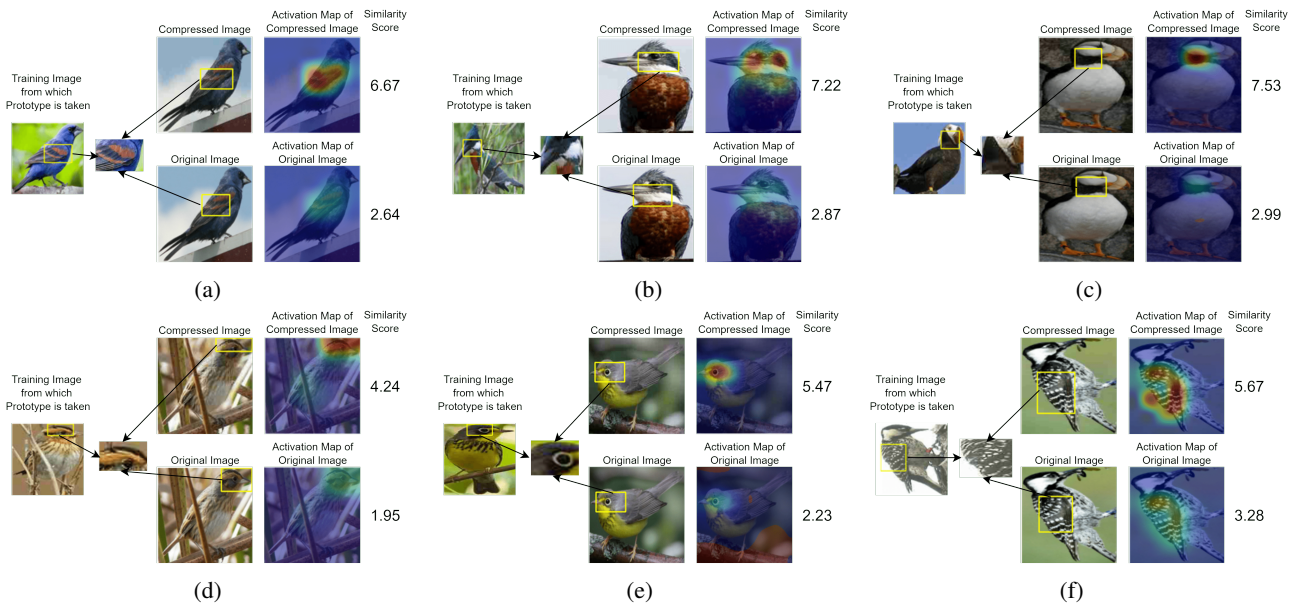 Compressed Image
Activation Map of
Compressed Image
Similarity
Score
Training Image
from which
Prototype is taken
6.67
Original Image
Activation Map of
Original Image
2.64
(a)
Compressed Image
Activation Map of
Compressed Image
Similarity
Score
Training Image
from which
Prototype is taken
7.22
Original Image
Activation Map of
Original Image
2.87
(b)
Compressed Image
Activation Map of
Compressed Image
Similarity
Score
Training Image
from which
Prototype is taken
7.53
Original Image
Activation Map of
Original Image
2.99
(c)
Compressed Image
Activation Map of
Compressed Image
Similarity
Score
Training Image
from which
Prototype is taken
4.24
Original Image
Activation Map of
Original Image
1.95
(d)
Compressed Image
Activation Map of
Compressed Image
Similarity
Score
Training Image
from which
Prototype is taken
5.47
Original Image
Activation Map of
Original Image
2.23
(e)
Compressed Image
Activation Map of
Compressed Image
Similarity
Score
Training Image
from which
Prototype is taken
5.67
Original Image
Activation Map of
Original Image
3.28
(f)